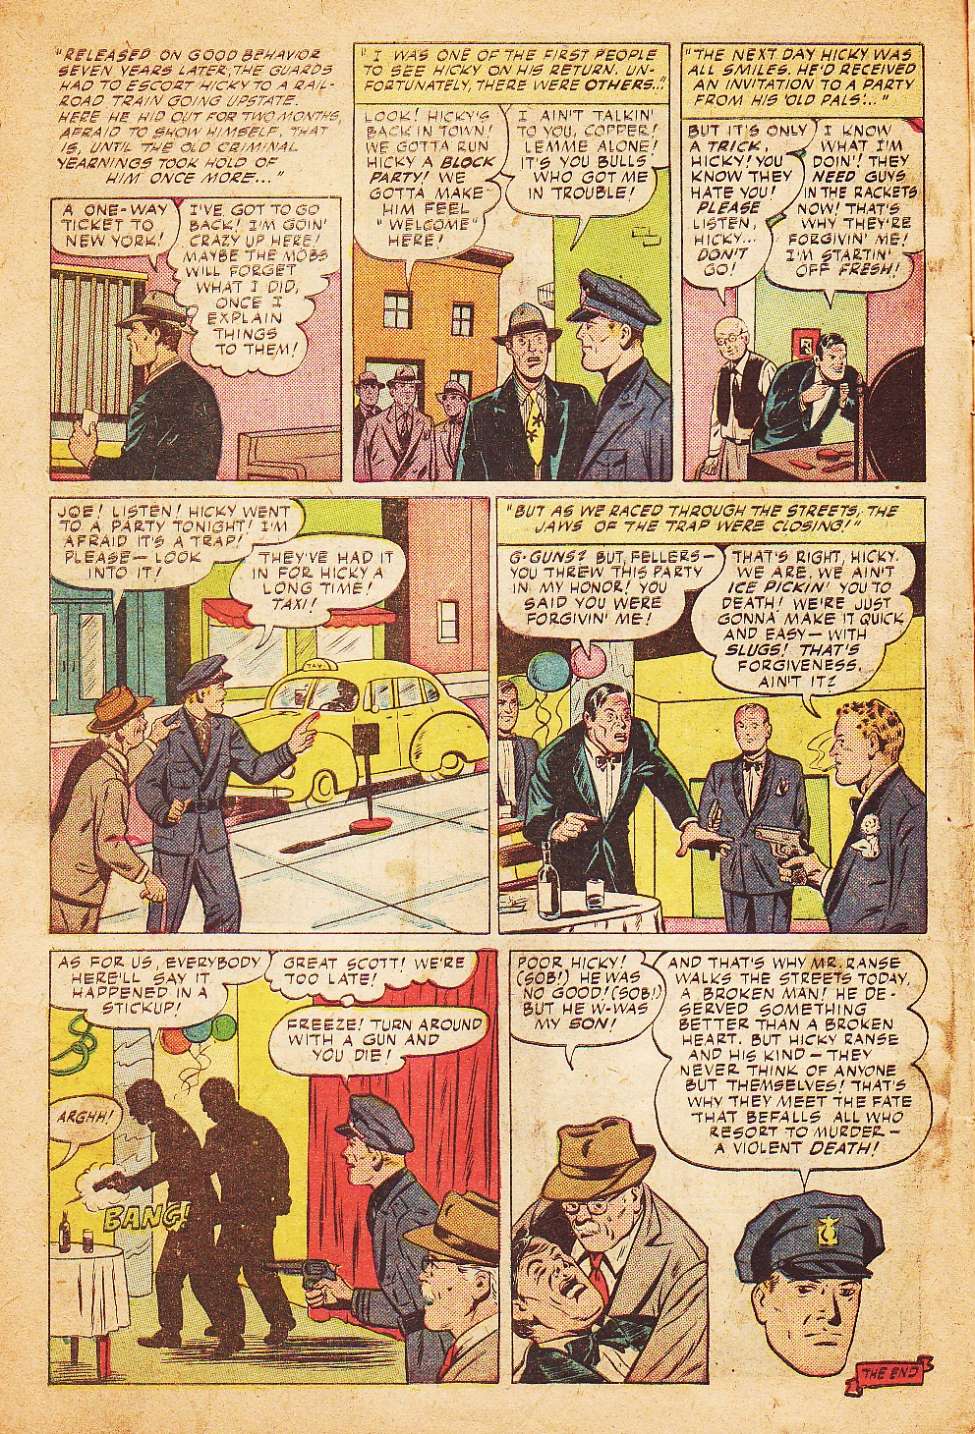 "RELEASED ON GOOD BEHAVIOR
SEVEN YEARS LATER, THE GUARDS
HAD TO ESCORT HICKY TO A RAIL-
ROAD TRAIN GOING UPSTATE.
HERE HE HID OUT FOR TWO MONTHS,
AFRAID TO SHOW HIMSELF, THAT
IS, UNTIL THE OLD CRIMINAL
YEARNINGS TOOK HOLD OF
HIM ONCE MORE..."
A ONE-WAY
TICKET TO
NEW YORK!
I'VE GOT TO GO
BACK! I'M GOIN'
CRAZY UP HERE!
MAYBE THE MOBS
WILL FORGET
WHAT I DID,
ONCE I
EXPLAIN
THINGS
TO THEM!
"I WAS ONE OF THE FIRST PEOPLE
TO SEE HICKY ON HIS RETURN. UN-
FORTUNATELY, THERE WERE OTHERS..."
LOOK! HICKY'S
BACK IN TOWN!
WE GOTTA RUN
HICKY A BLOCK
PARTY! WE
GOTTA MAKE
HIM FEEL
"WELCOME"
HERE!
I AIN'T TALKIN'
TO YOU, COPPER!
LEMME ALONE!
IT'S YOU BULLS
WHO GOT ME
IN TROUBLE!
"THE NEXT DAY HICKY WAS
ALL SMILES. HE'D RECEIVED
AN INVITATION TO A PARTY
FROM HIS 'OLD PALS'..."
BUT IT'S ONLY
A TRICK,
HICKY! YOU
KNOW THEY
HATE YOU!
PLEASE
LISTEN,
HICKY...
DON'T
GO!
I KNOW
WHAT I'M
DOIN'! THEY
NEED GUYS
IN THE RACKETS
NOW! THAT'S
WHY THEY'RE
FORGIVIN' ME!
I'M STARTIN'
OFF FRESH!
JOE! LISTEN! HICKY WENT
TO A PARTY TONIGHT! I'M
AFRAID IT'S A TRAP!
PLEASE— LOOK
INTO IT!
THEY'VE HAD IT
IN FOR HICKY A
LONG TIME!
TAXI!
TAXI
"BUT AS WE RACED THROUGH THE STREETS, THE
JAWS OF THE TRAP WERE CLOSING!"
G-GUNS? BUT, FELLERS—
YOU THREW THIS PARTY
IN MY HONOR! YOU
SAID YOU WERE
FORGIVIN' ME!
THAT'S RIGHT, HICKY.
WE ARE. WE AIN'T
ICE PICKIN' YOU TO
DEATH! WE'RE JUST
GONNA MAKE IT QUICK
AND EASY— WITH
SLUGS! THAT'S
FORGIVENESS,
AIN'T IT?
AS FOR US, EVERYBODY
HERE'LL SAY IT
HAPPENED IN A
STICKUP!
GREAT SCOTT! WE'RE
TOO LATE!
FREEZE! TURN AROUND
WITH A GUN AND
YOU DIE!
ARGHH!
BANG!
POOR HICKY!
(SOB!) HE WAS
NO GOOD! (SOB!)
BUT HE W-WAS
MY SON!
AND THAT'S WHY MR. RANSE
WALKS THE STREETS TODAY,
A BROKEN MAN! HE DE-
SERVED SOMETHING
BETTER THAN A BROKEN
HEART. BUT HICKY RANSE
AND HIS KIND— THEY
NEVER THINK OF ANYONE
BUT THEMSELVES! THAT'S
WHY THEY MEET THE FATE
THAT BEFALLS ALL WHO
RESORT TO MURDER—
A VIOLENT DEATH!
THE END